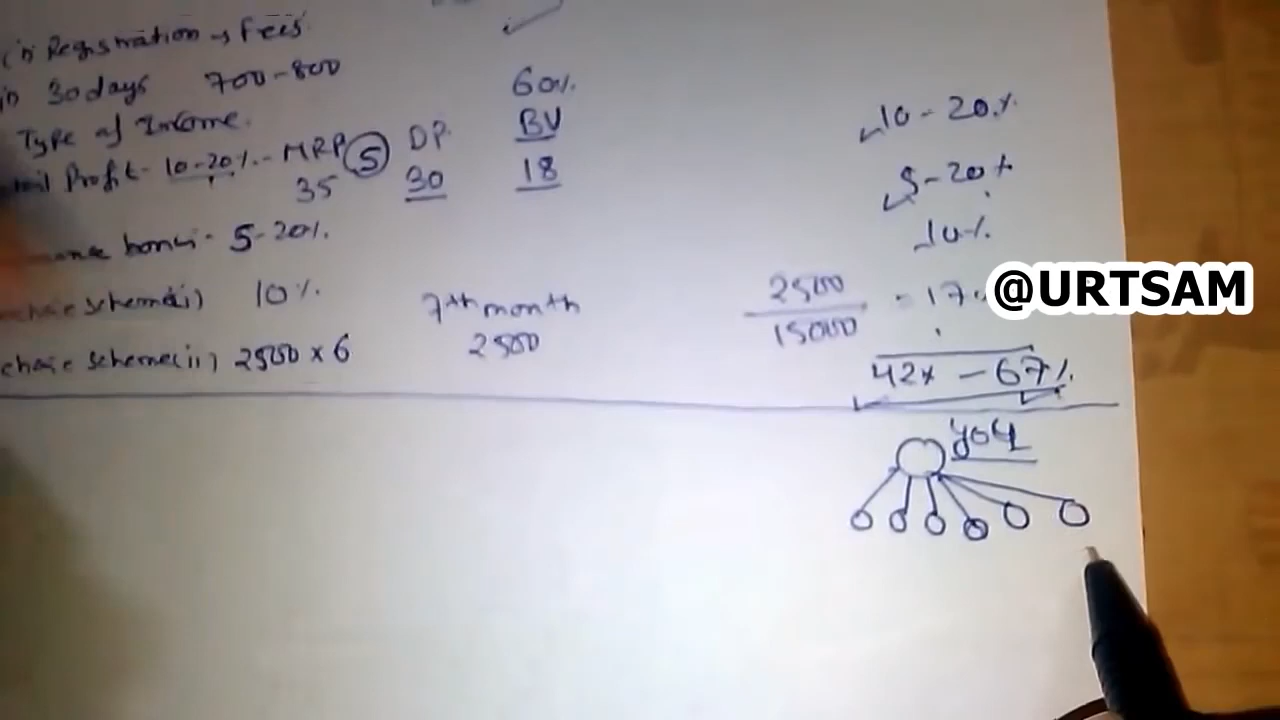 Registration → Fees
in 30 days 700-800
60%
Type of Income
Profit - 10-20% - MRP (5) DP BV
35 30 18
5-20%
scheme(i) 10%
7th month
scheme(ii) 2500 x 6 2500
10-20%
5-20%
10%
2500
15000
- 17
@URTSAM
42% - 67%
you